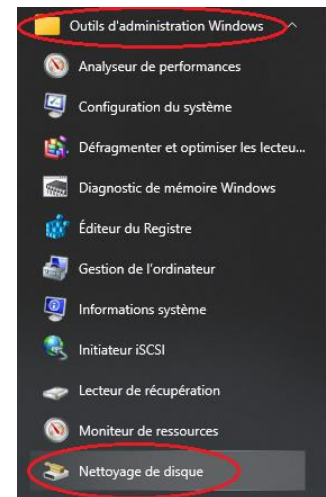 Outils d'administration Windows
Analyseur de performances
Configuration du système
Défragmenter et optimiser les lecteu...
Diagnostic de mémoire Windows
Éditeur du Registre
Gestion de l'ordinateur
Informations système
Initiateur iSCSI
Lecteur de récupération
Moniteur de ressources
Nettoyage de disque